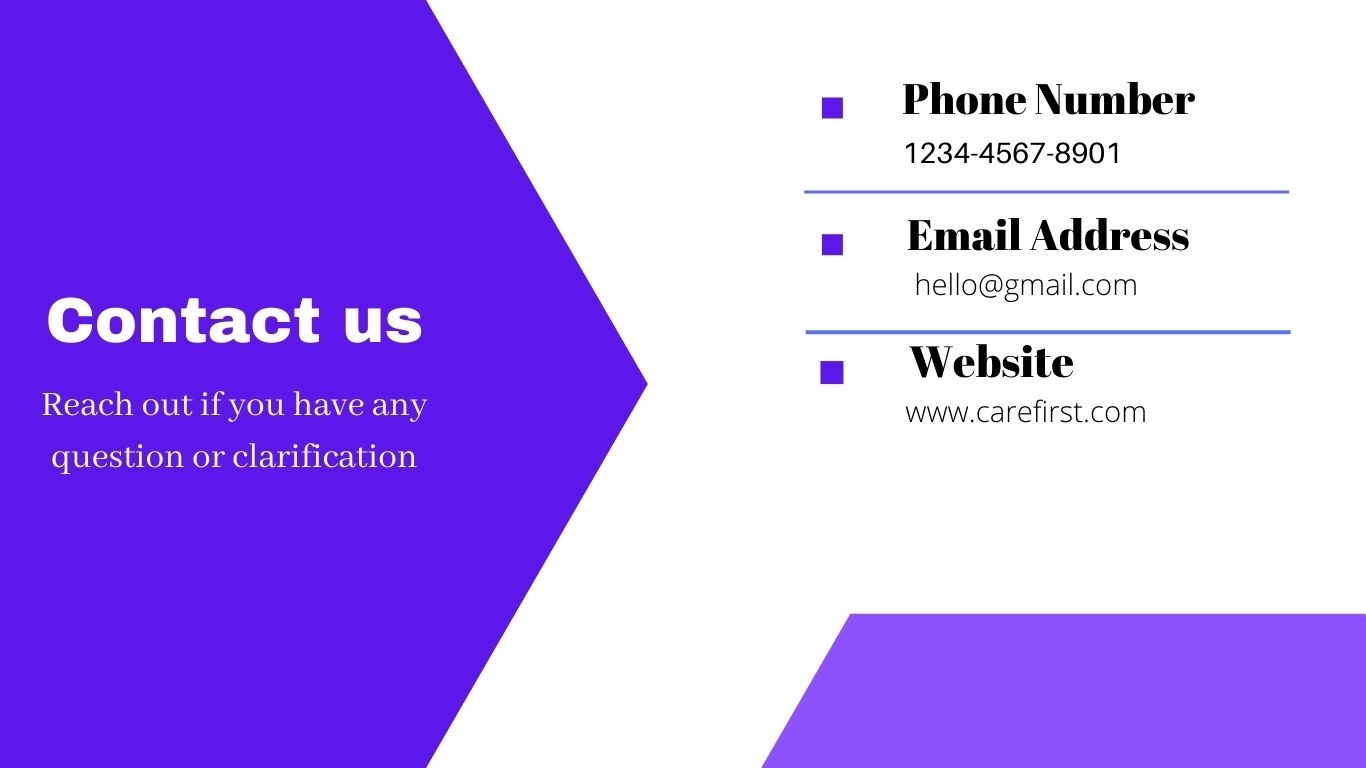 Contact us
Reach out if you have any
question or clarification
Phone Number
1234-4567-8901
Email Address
hello@gmail.com
Website
www.carefirst.com